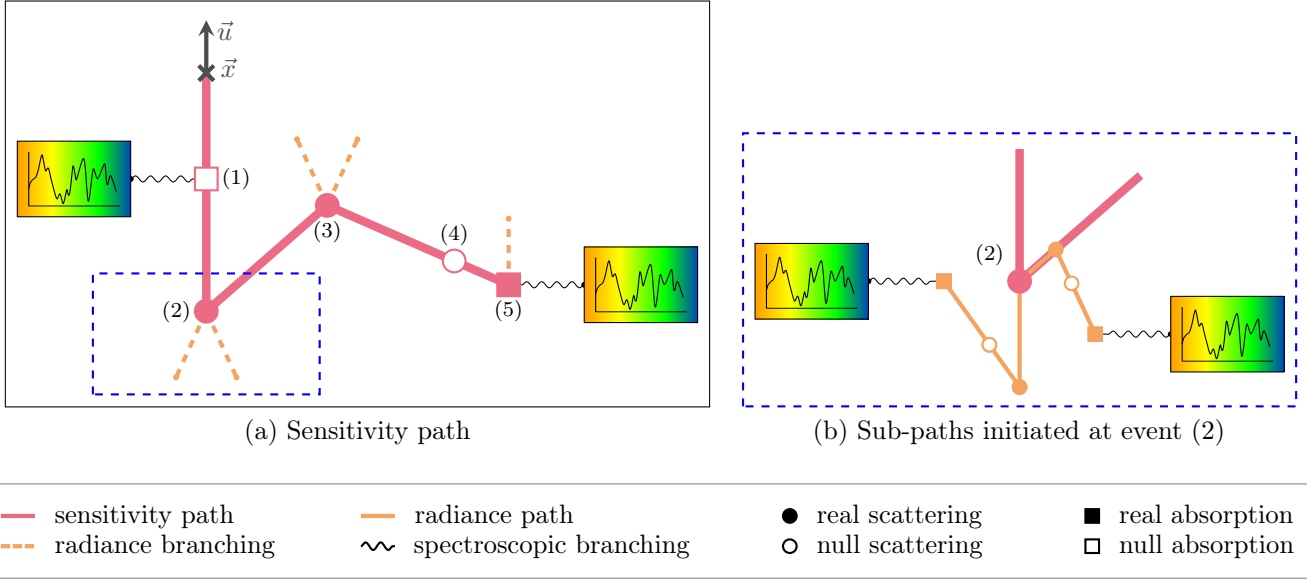 u⃗
x⃗
(1)
(2)
(3)
(4)
(5)
(2)
(a) Sensitivity path
(b) Sub-paths initiated at event (2)
sensitivity path
radiance path
real scattering
real absorption
radiance branching
spectroscopic branching
null scattering
null absorption